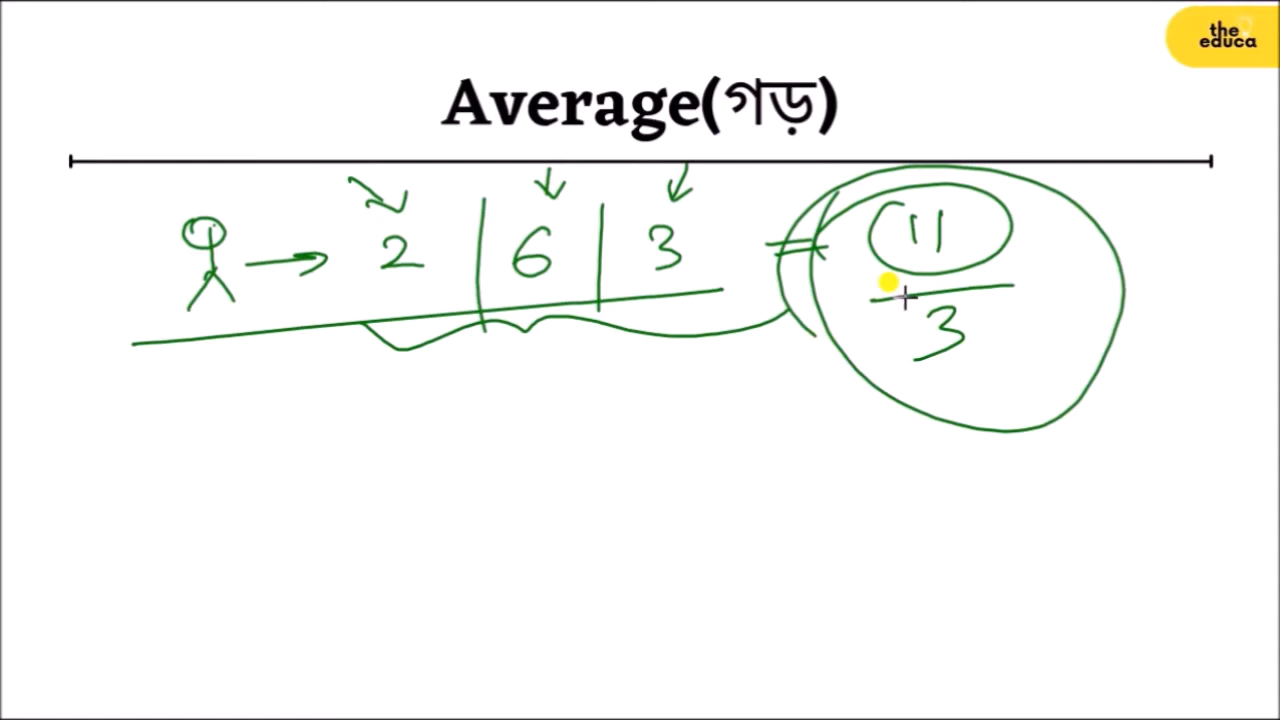 the
educa
Average(গড়)
2 | 6 | 3 = 11
3